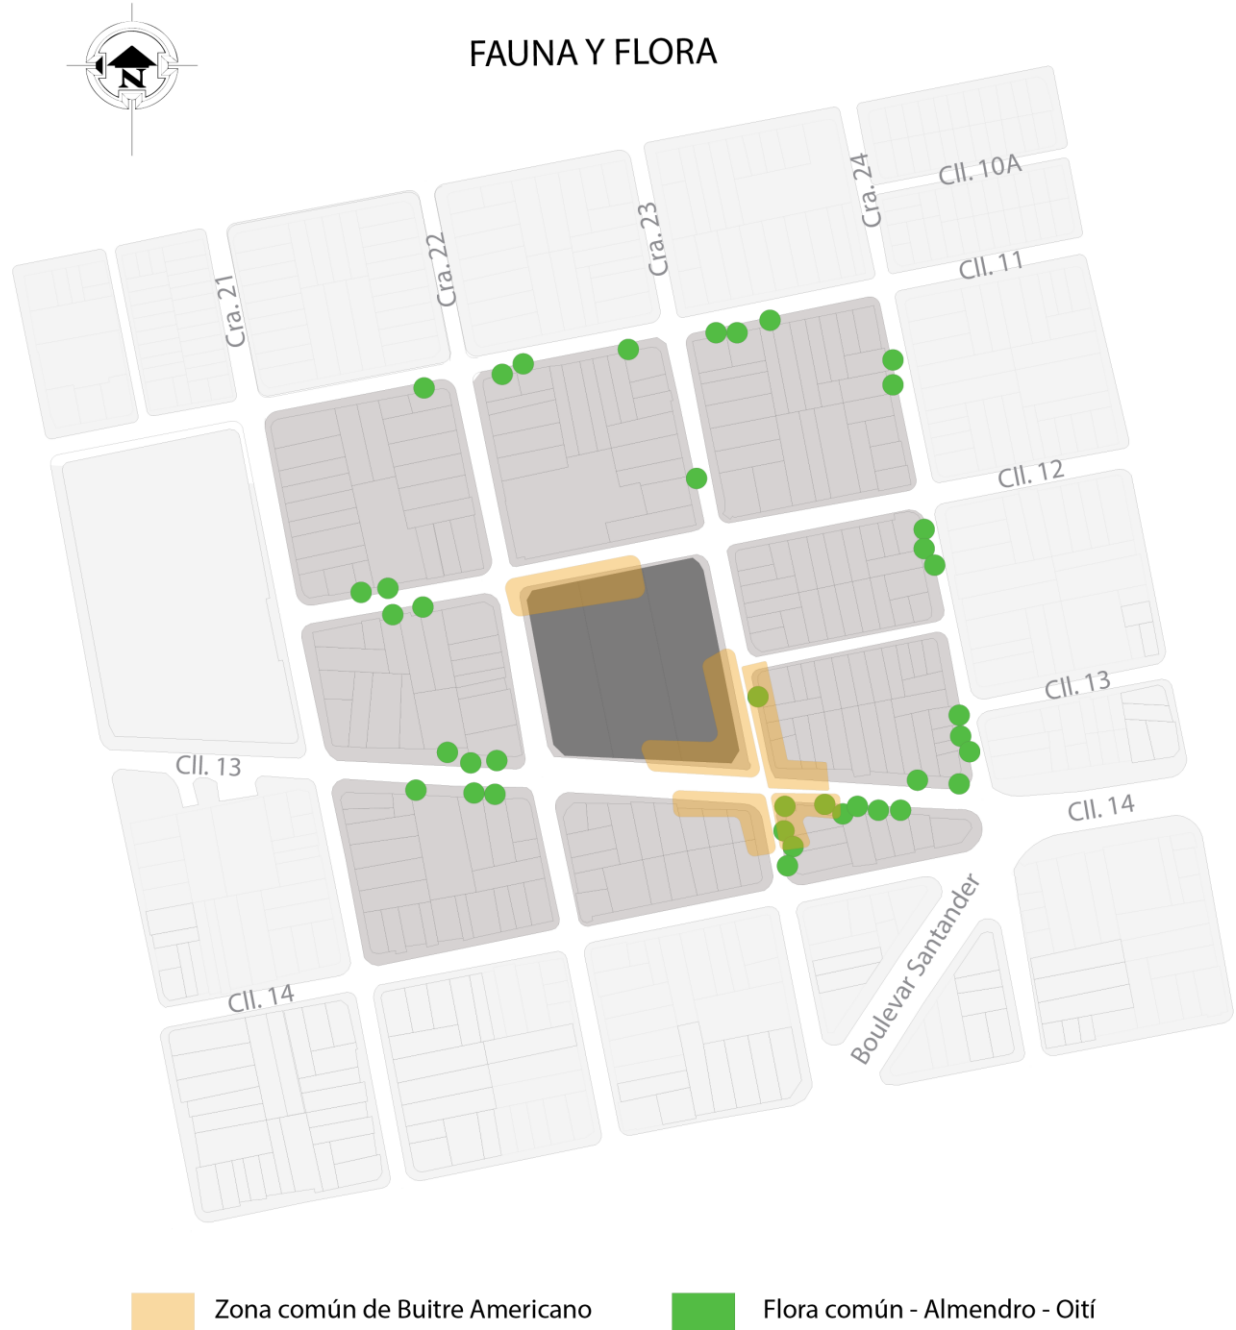 FAUNA Y FLORA
N
Cll. 10A
Cra. 24
Cra. 23
Cra. 22
Cra. 21
Cll. 11
Cll. 12
Cll. 13
Cll. 13
Cll. 14
Boulevar Santander
Cll. 14
Zona común de Buitre Americano
Flora común - Almendro - Oití